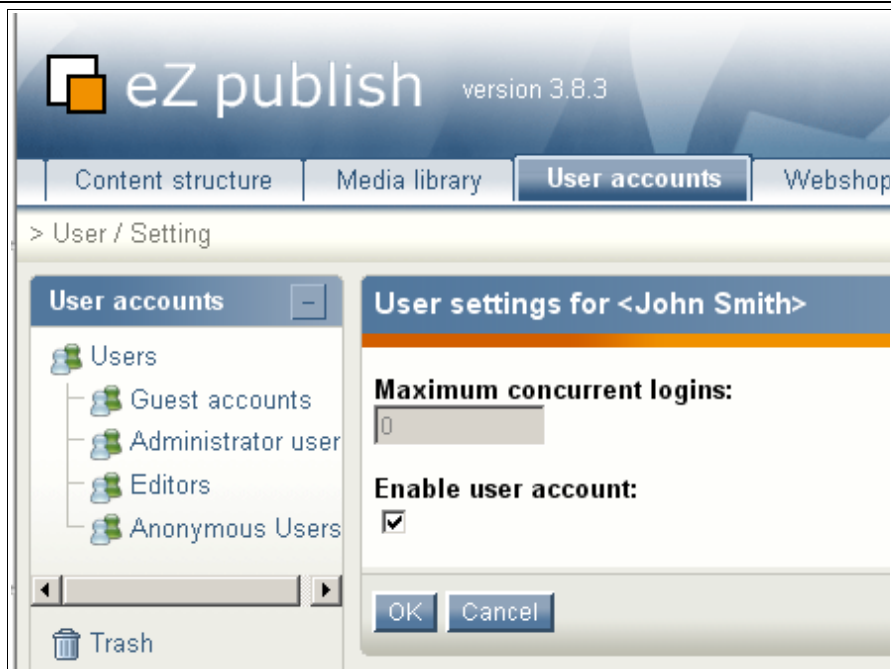 eZ publish version 3.8.3
Content structure Media library User accounts Webshop
> User / Setting
User accounts
Users
Guest accounts
Administrator user
Editors
Anonymous Users
Trash
User settings for <John Smith>
Maximum concurrent logins:
0
Enable user account:
OK Cancel